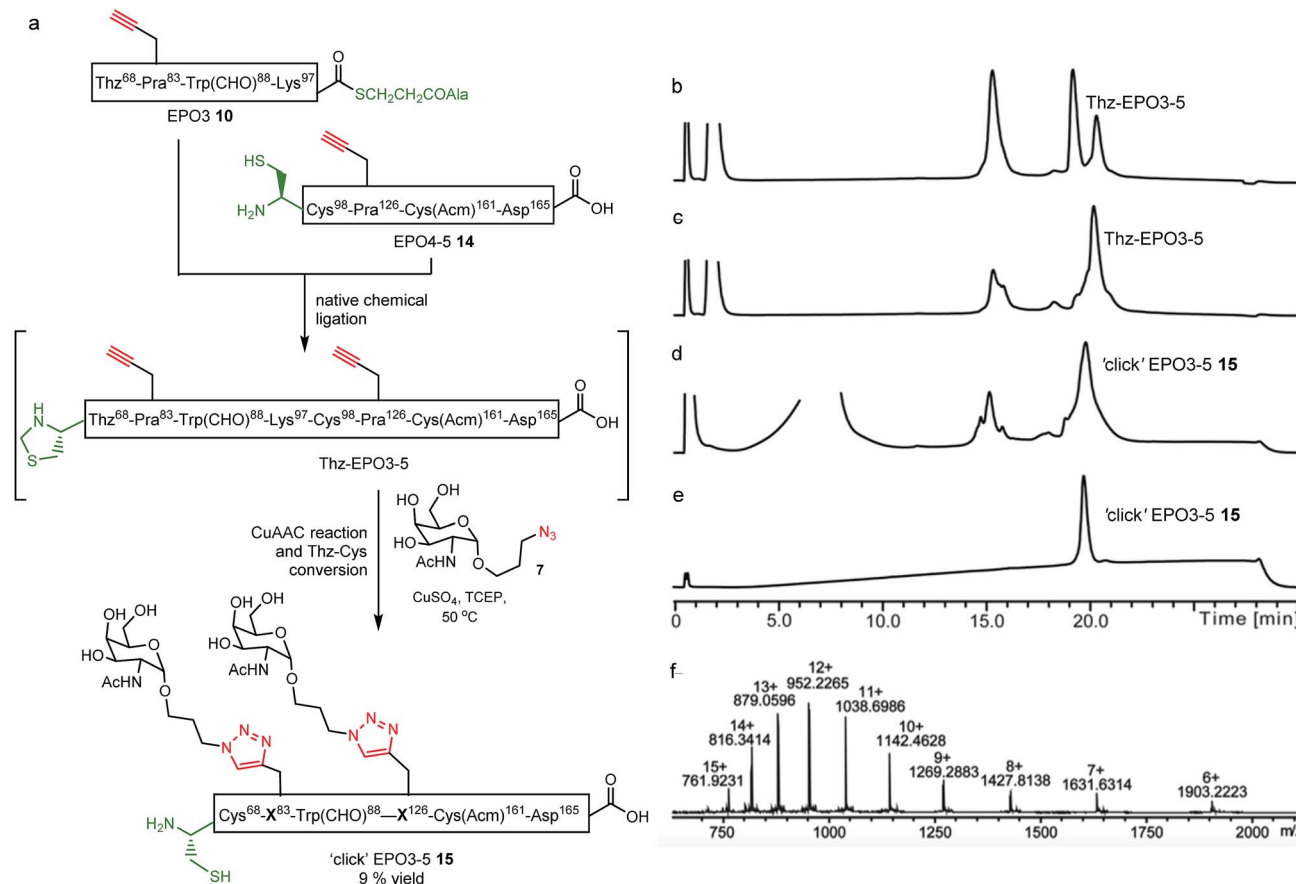 a
Thz⁶⁸-Pra⁸³-Trp(CHO)⁸⁸-Lys⁹⁷
O
SCH₂CH₂COAla
EPO3 10
HS
H₂N
Cys⁹⁸-Pra¹²⁶-Cys(Acm)¹⁶¹-Asp¹⁶⁵
O
OH
EPO4-5 14
native chemical
ligation
H
N
S
Thz⁶⁸-Pra⁸³-Trp(CHO)⁸⁸-Lys⁹⁷-Cys⁹⁸-Pra¹²⁶-Cys(Acm)¹⁶¹-Asp¹⁶⁵
O
OH
Thz-EPO3-5
CuAAC reaction
and Thz-Cys
conversion
HO
OH
O
HO
AcHN
O
N₃
7
CuSO₄, TCEP,
50 ºC
HO
OH
O
HO
AcHN
O
N
N
N
HO
OH
O
HO
AcHN
O
N
N
N
H₂N
SH
Cys⁶⁸-X⁸³-Trp(CHO)⁸⁸—X¹²⁶-Cys(Acm)¹⁶¹-Asp¹⁶⁵
O
OH
'click' EPO3-5 15
9 % yield
b
Thz-EPO3-5
c
Thz-EPO3-5
d
'click' EPO3-5 15
e
'click' EPO3-5 15
0 5.0 10.0 15.0 20.0 Time [min]
f
15+
761.9231
14+
816.3414
13+
879.0596
12+
952.2265
11+
1038.6986
10+
1142.4628
9+
1269.2883
8+
1427.8138
7+
1631.6314
6+
1903.2223
750 1000 1250 1500 1750 2000